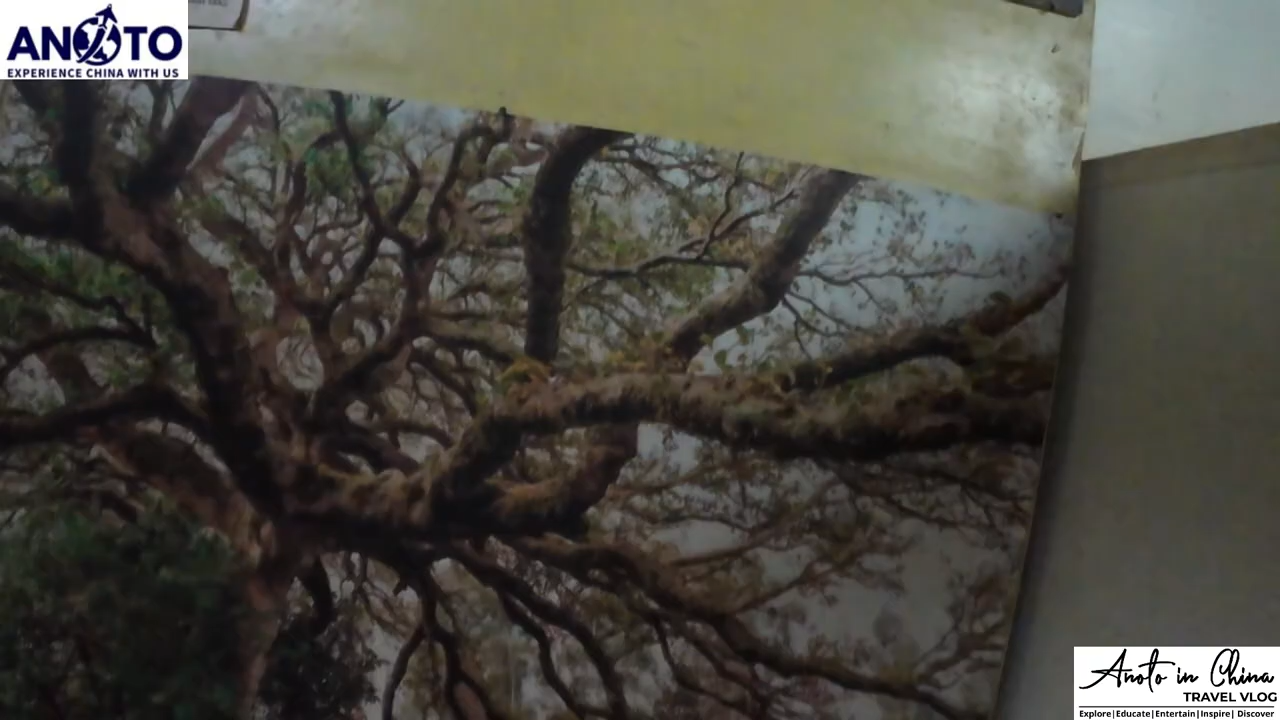 ANOTO
EXPERIENCE CHINA WITH US
Anoto in China
TRAVEL VLOG
Explore|Educate|Entertain|Inspire| Discover